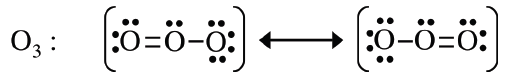 O₃ : [:Ö=Ö–Ö̤:] ⟷ [:Ö̤–Ö=Ö:]